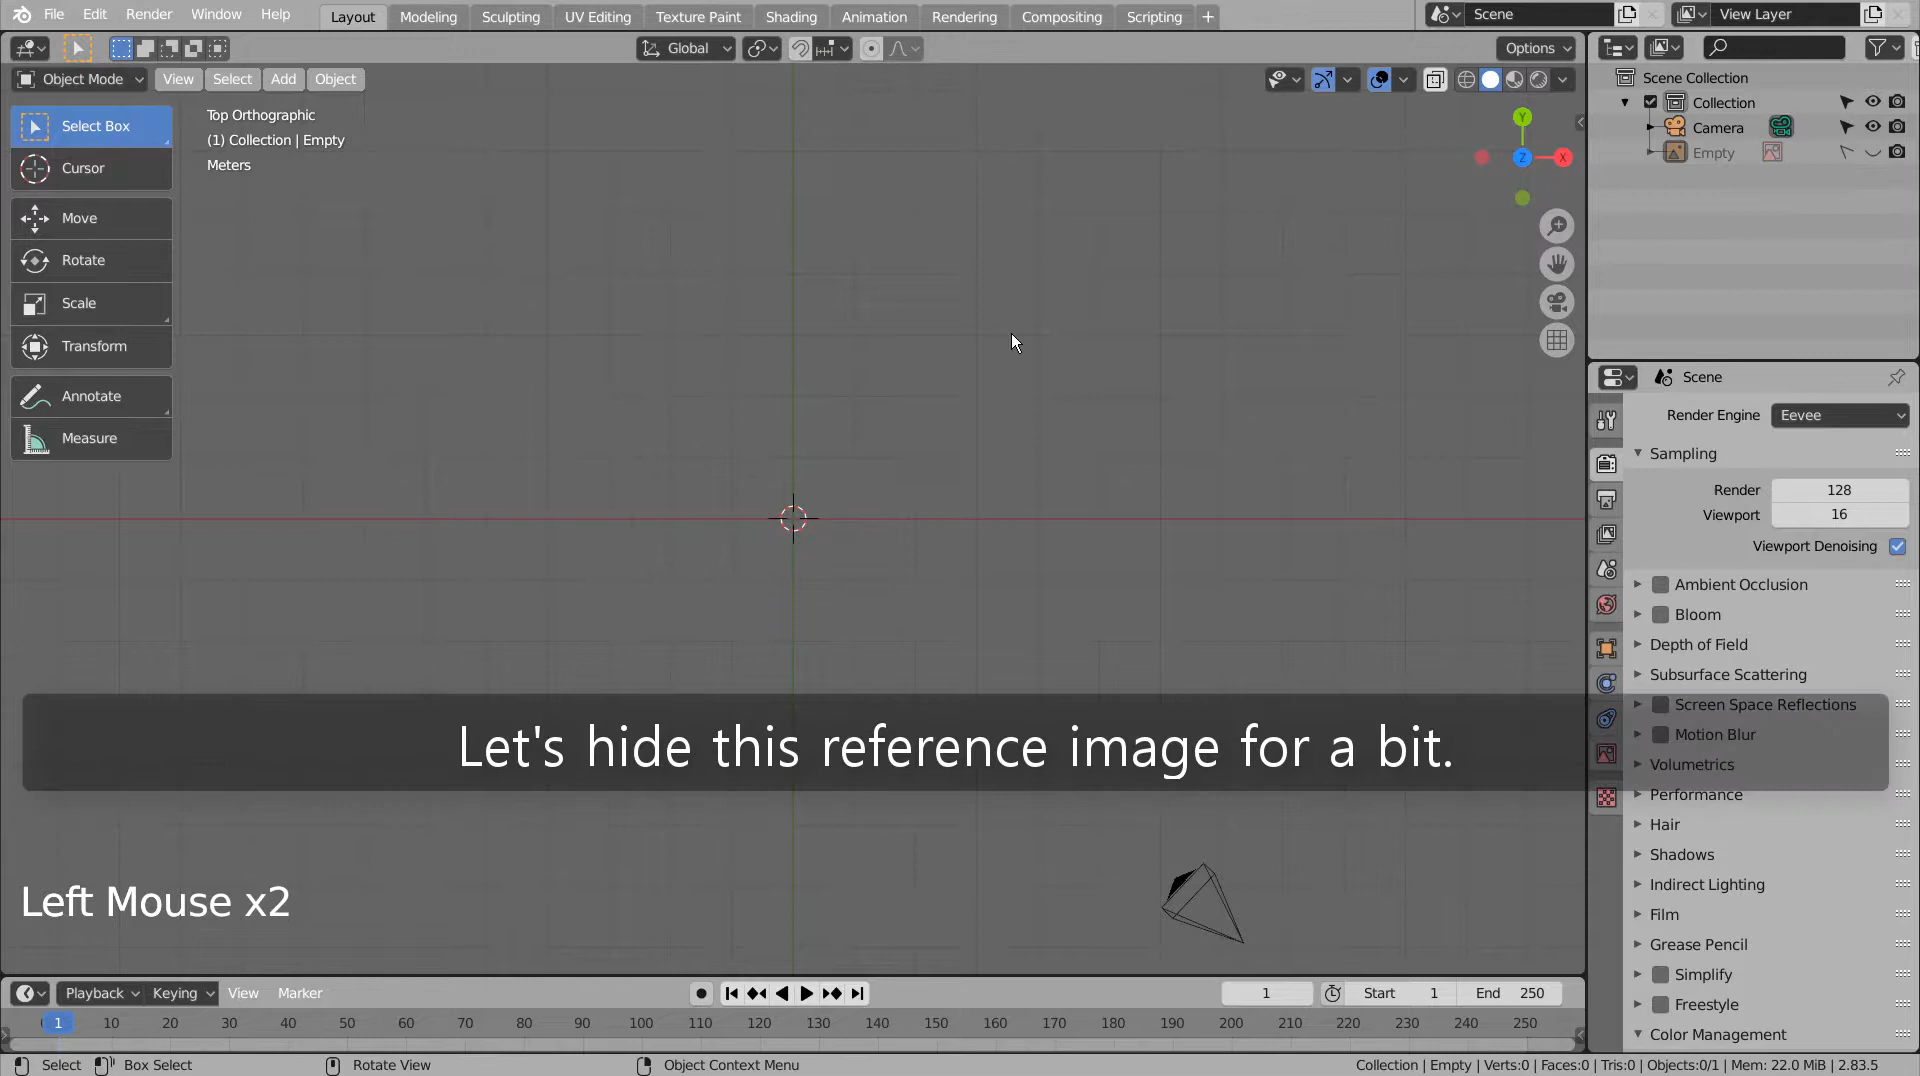 File Edit Render Window Help Layout Modeling Sculpting UV Editing Texture Paint Shading Animation Rendering Compositing Scripting + Scene View Layer
Global Options
Object Mode View Select Add Object
Select Box
Cursor
Move
Rotate
Scale
Transform
Annotate
Measure
Top Orthographic
(1) Collection | Empty
Meters
Y
Z
X
Scene Collection
Collection
Camera
Empty
Scene
Render Engine Eevee
Sampling
Render 128
Viewport 16
Viewport Denoising
Ambient Occlusion
Bloom
Depth of Field
Subsurface Scattering
Screen Space Reflections
Motion Blur
Volumetrics
Performance
Hair
Shadows
Indirect Lighting
Film
Grease Pencil
Simplify
Freestyle
Color Management
Let's hide this reference image for a bit.
Left Mouse x2
Playback Keying View Marker 1 Start 1 End 250
0 1 10 20 30 40 50 60 70 80 90 100 110 120 130 140 150 160 170 180 190 200 210 220 230 240 250
Select Box Select Rotate View Object Context Menu Collection | Empty | Verts:0 | Faces:0 | Tris:0 | Objects:0/1 | Mem: 22.0 MiB | 2.83.5